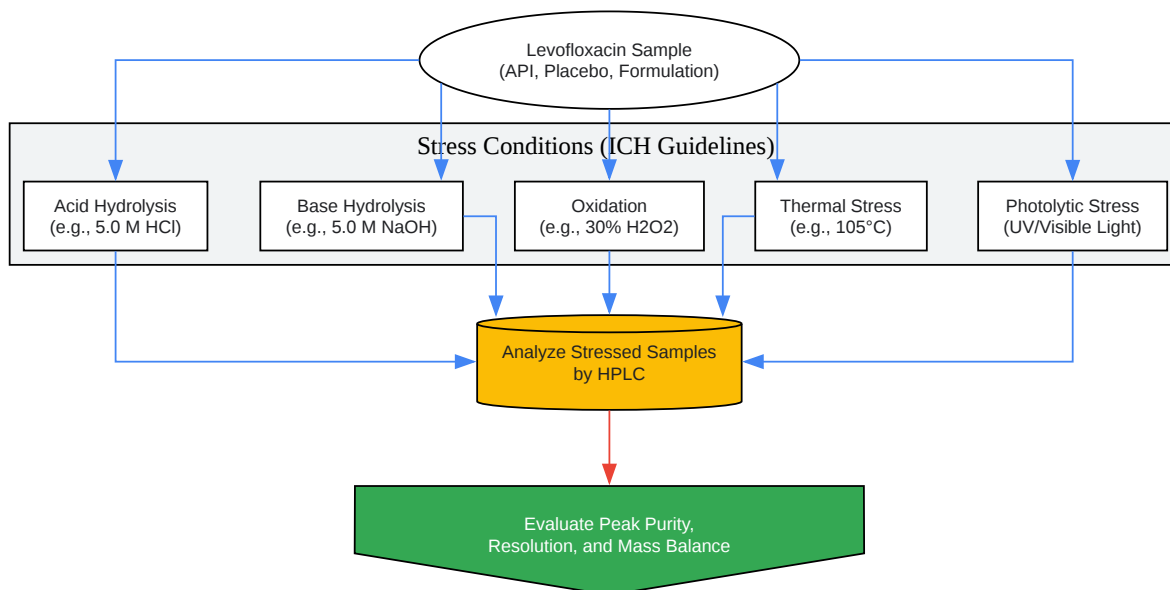 Levofloxacin Sample
(API, Placebo, Formulation)
Stress Conditions (ICH Guidelines)
Acid Hydrolysis
(e.g., 5.0 M HCl)
Base Hydrolysis
(e.g., 5.0 M NaOH)
Oxidation
(e.g., 30% H2O2)
Thermal Stress
(e.g., 105°C)
Photolytic Stress
(UV/Visible Light)
Analyze Stressed Samples
by HPLC
Evaluate Peak Purity,
Resolution, and Mass Balance